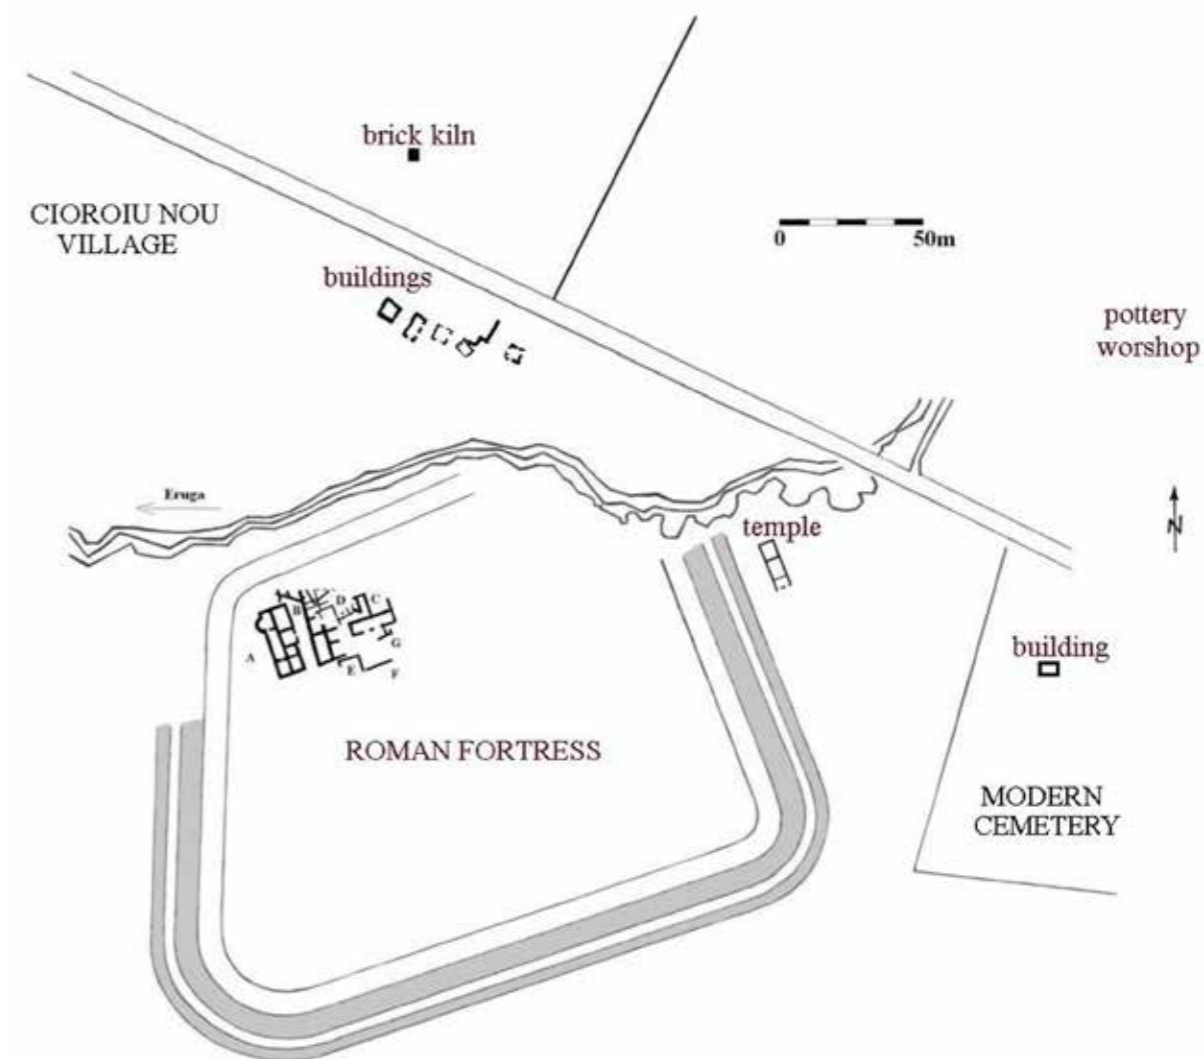 brick kiln
CIOROIU NOU
VILLAGE
0 50m
buildings
pottery
worshop
Eruga
N
temple
B D C
A
G
E F
building
ROMAN FORTRESS
MODERN
CEMETERY